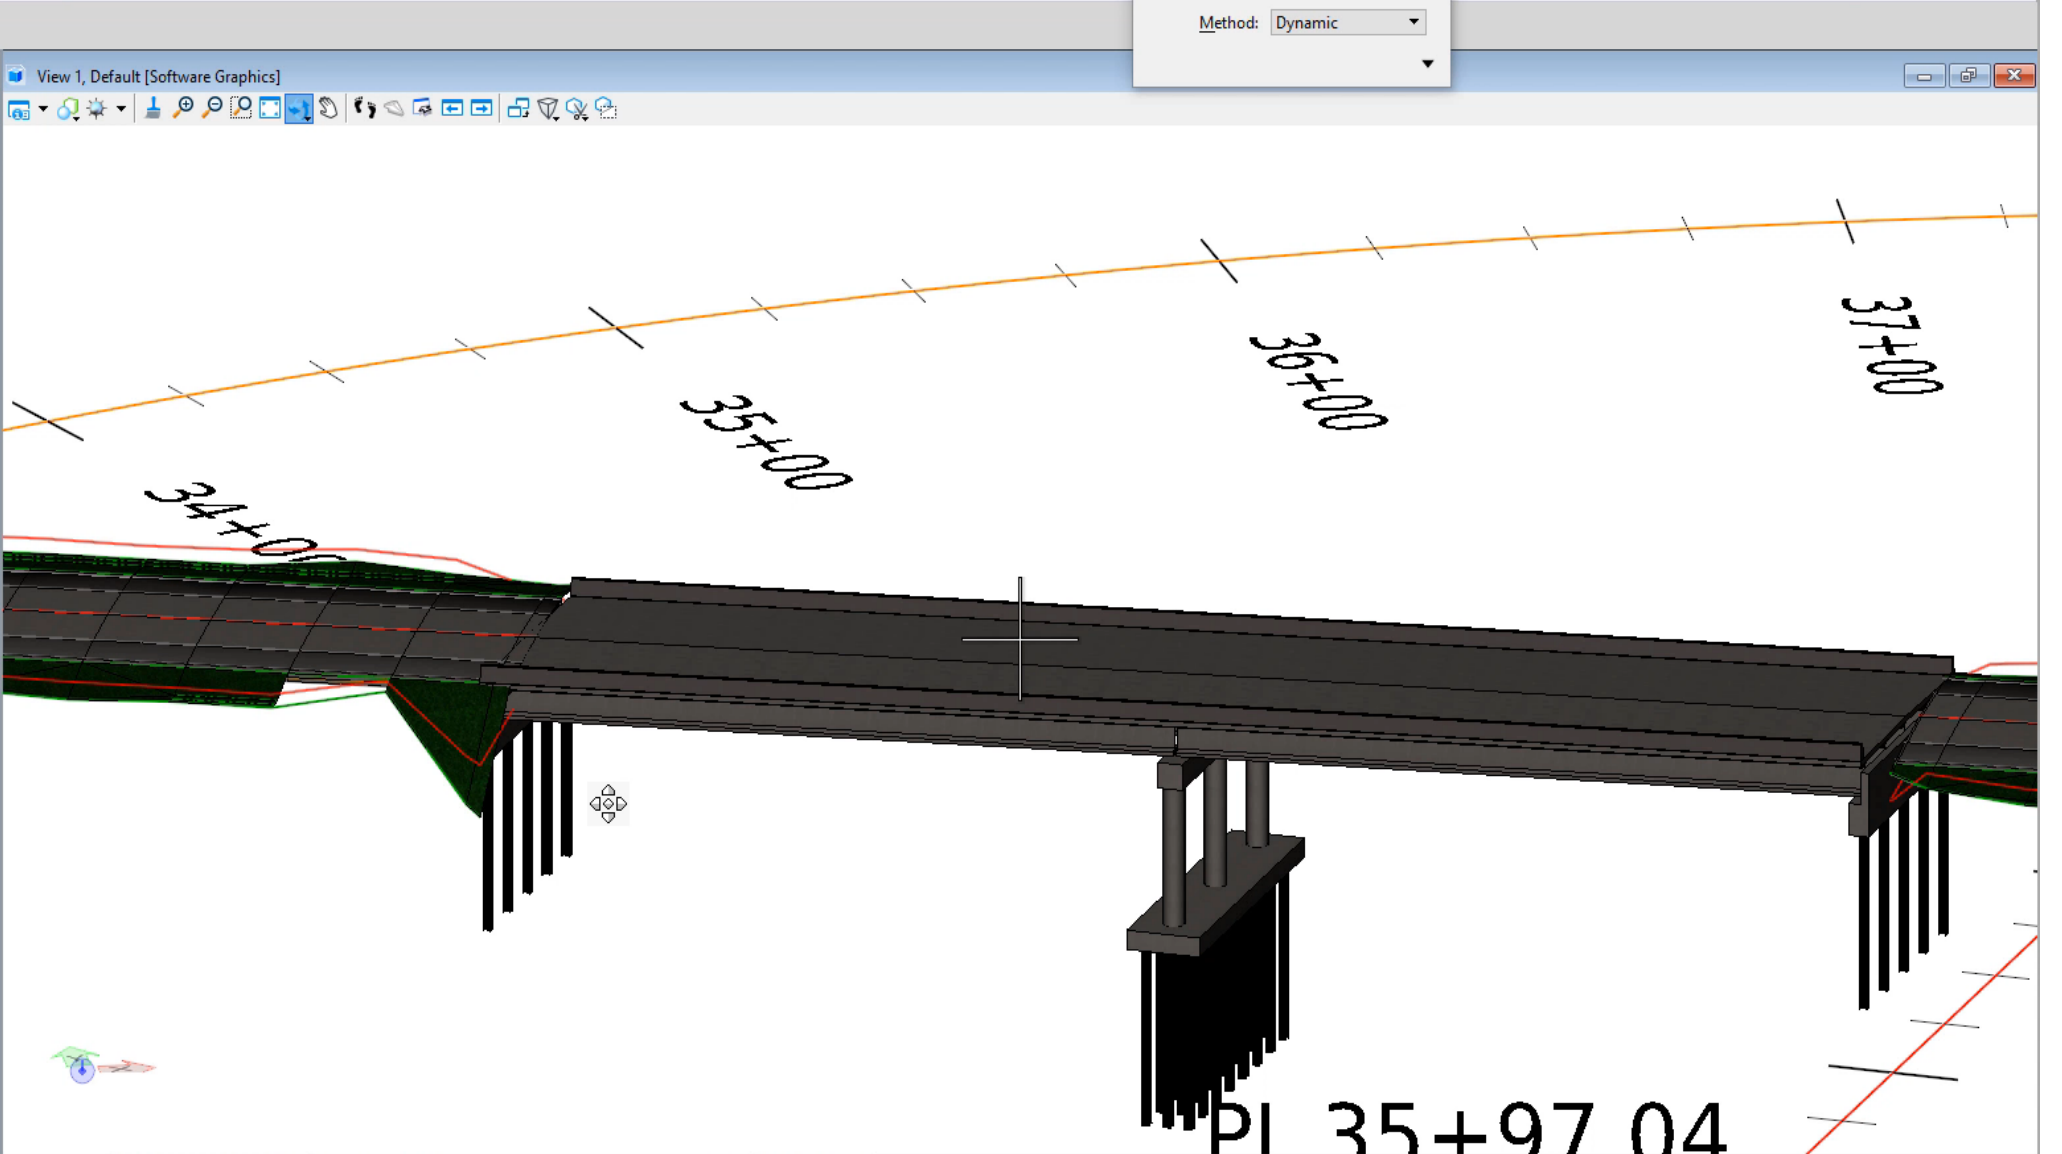 Method: Dynamic
View 1, Default [Software Graphics]
37+00
36+00
35+00
34+00
PI 35+97.04